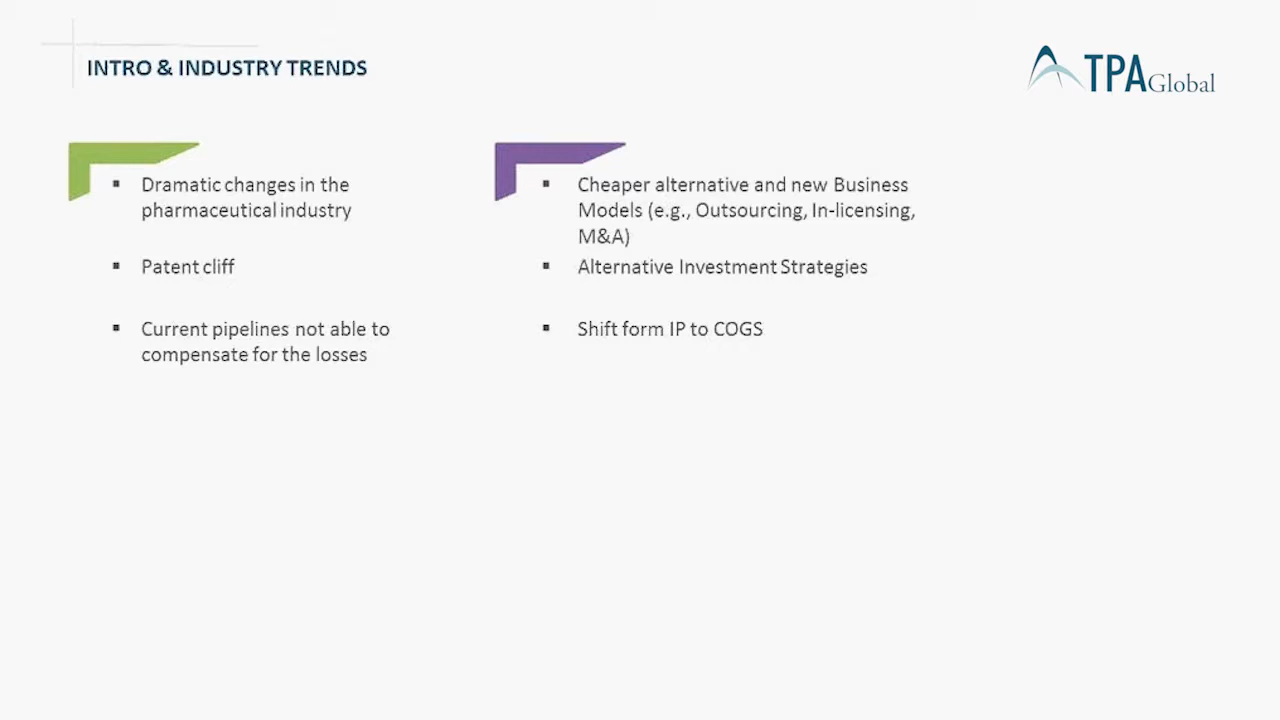 INTRO & INDUSTRY TRENDS
TPA Global
Dramatic changes in the
pharmaceutical industry
Patent cliff
Current pipelines not able to
compensate for the losses
Cheaper alternative and new Business
Models (e.g., Outsourcing, In-licensing,
M&A)
Alternative Investment Strategies
Shift form IP to COGS